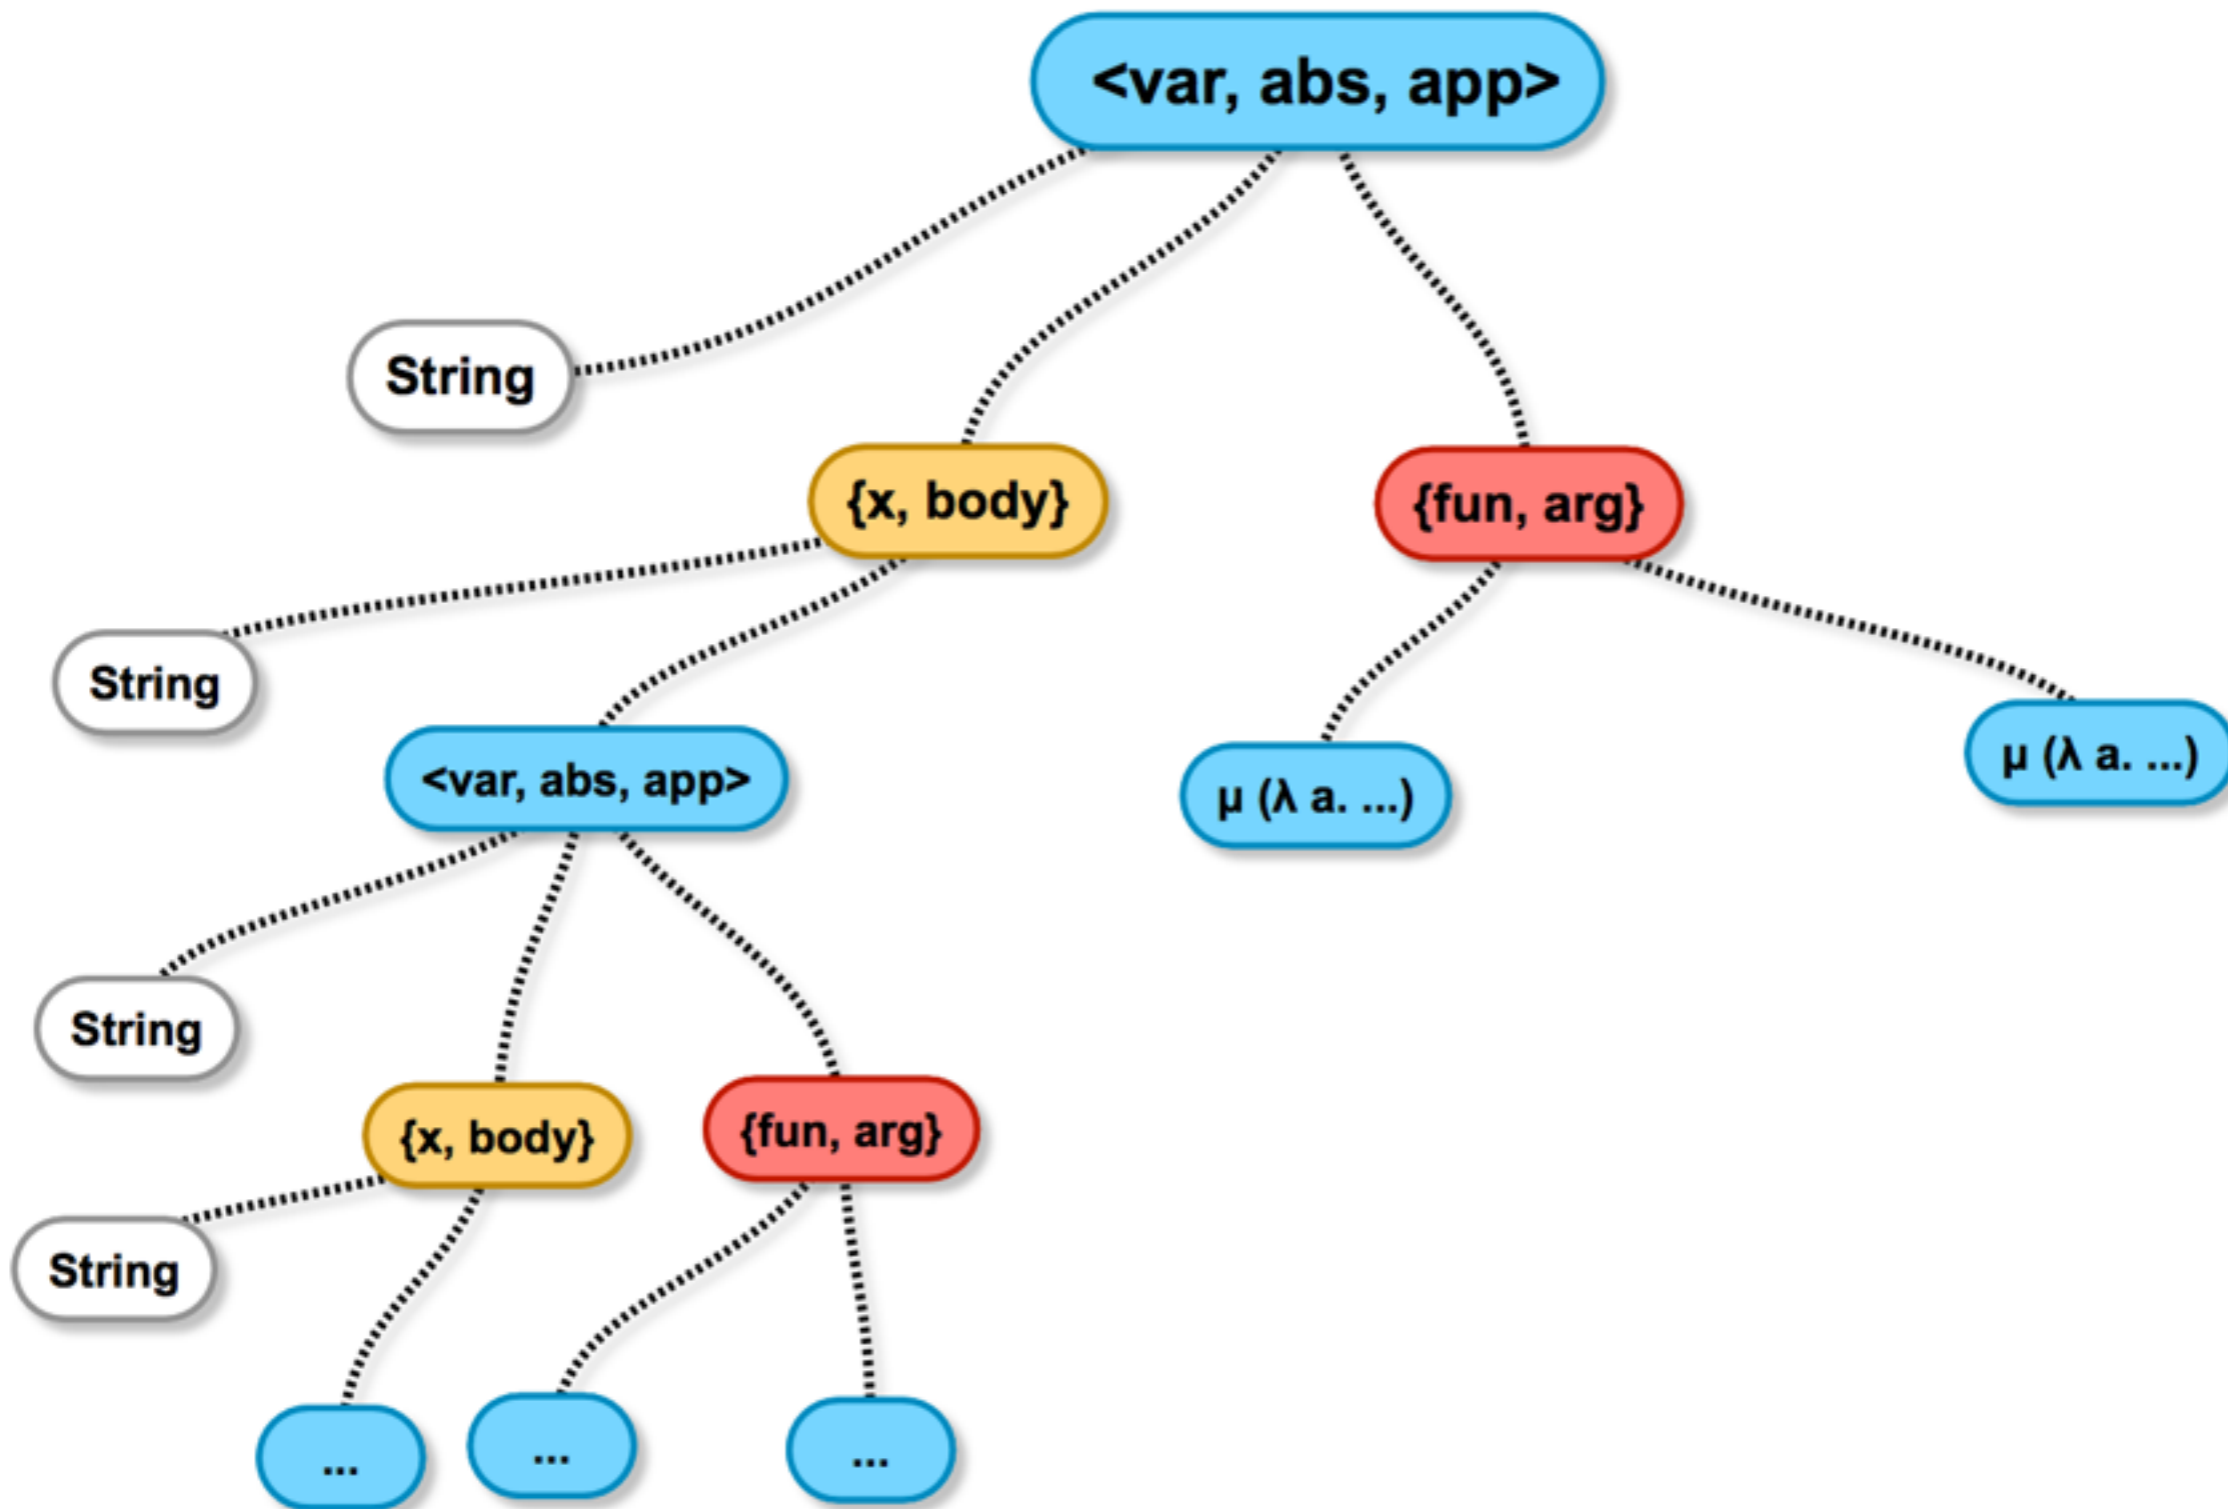 <var, abs, app>
String
{x, body}
{fun, arg}
String
<var, abs, app>
μ (λ a. ...)
μ (λ a. ...)
String
{x, body}
{fun, arg}
String
...
...
...